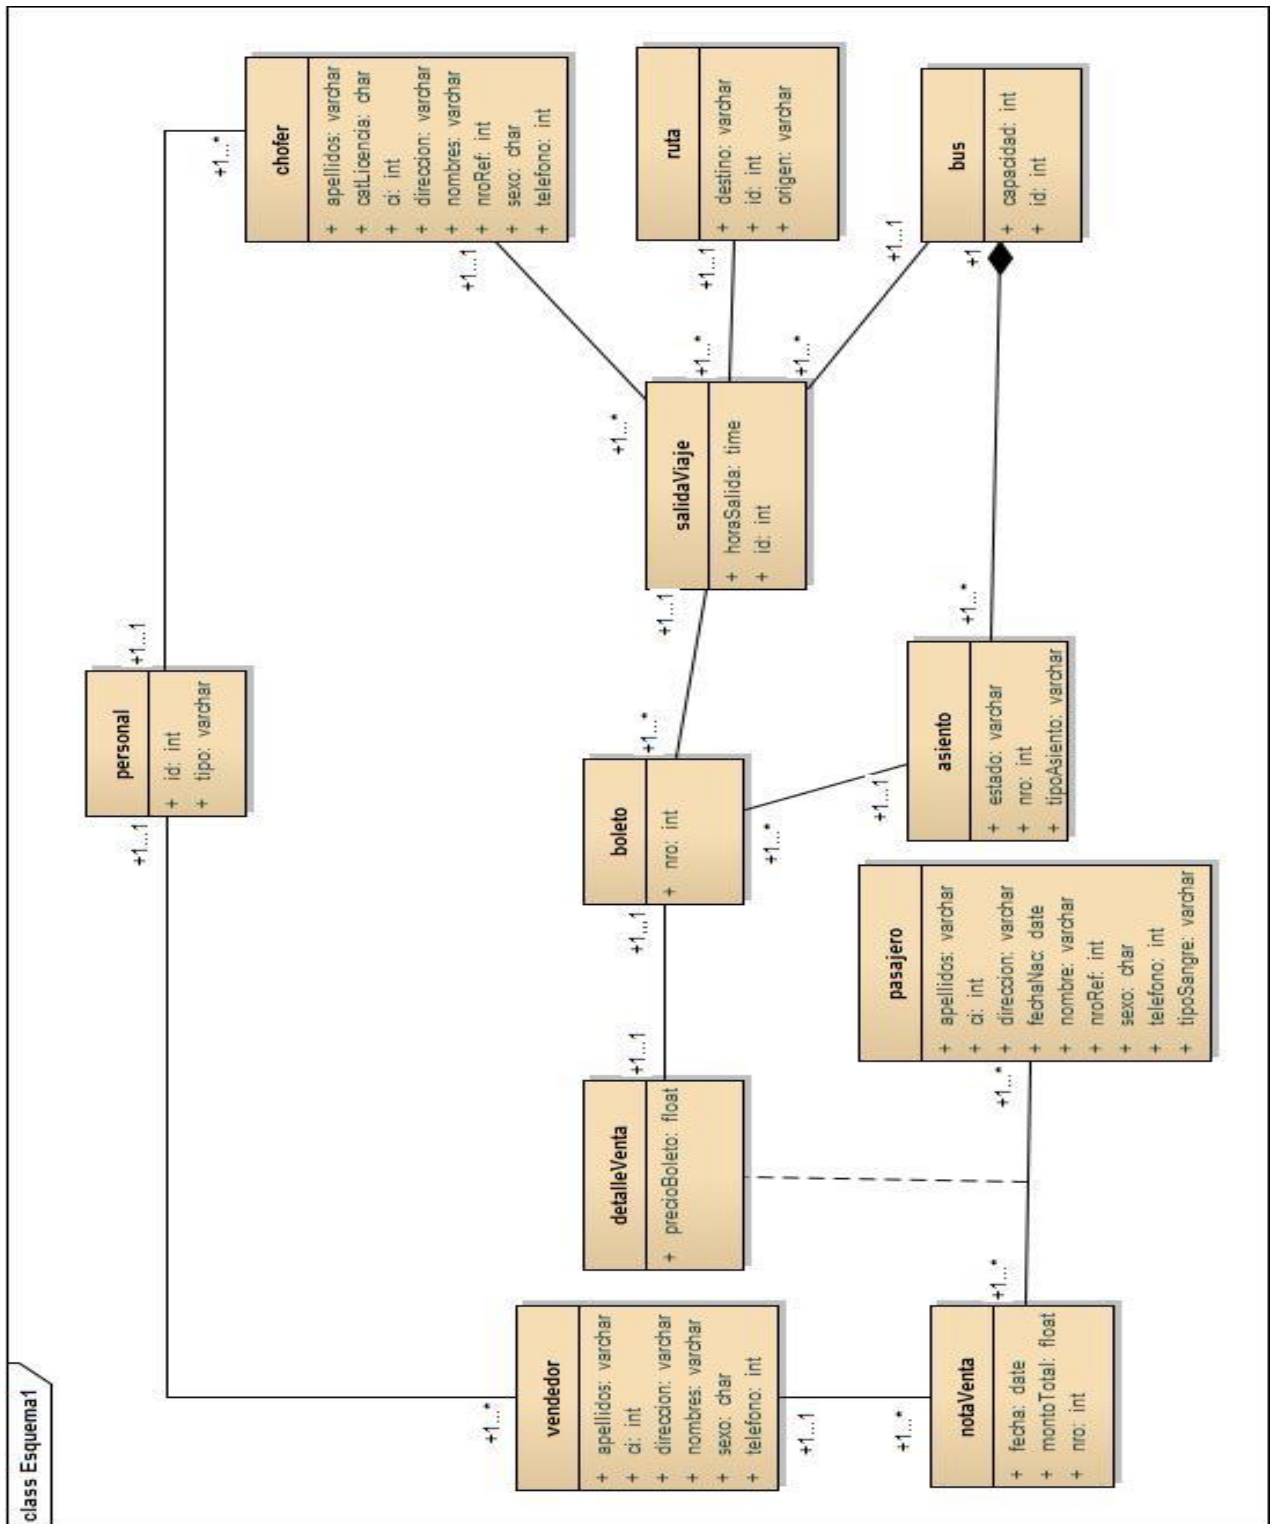 class Esquema1
personal
+ id: int
+ tipo: varchar
+1...1
+1...1
vendedor
+ apellidos: varchar
+ ci: int
+ direccion: varchar
+ nombres: varchar
+ sexo: char
+ telefono: int
+1...*
+1...1
notaVenta
+ fecha: date
+ montoTotal: float
+ nro: int
+1...*
+1...*
detalleVenta
+ precioBoleto: float
+1...1
pasajero
+ apellidos: varchar
+ ci: int
+ direccion: varchar
+ fechaNac: date
+ nombre: varchar
+ nroRef: int
+ sexo: char
+ telefono: int
+ tipoSangre: varchar
+1...*
boleto
+ nro: int
+1...1
+1...*
+1...*
asiento
+ estado: varchar
+ nro: int
+ tipoAsiento: varchar
+1...1
+1...*
salidaViaje
+ horaSalida: time
+ id: int
+1...1
+1...*
+1...*
+1...*
chofer
+ apellidos: varchar
+ catLicencia: char
+ ci: int
+ direccion: varchar
+ nombres: varchar
+ nroRef: int
+ sexo: char
+ telefono: int
+1...*
+1...1
ruta
+ destino: varchar
+ id: int
+ origen: varchar
+1...1
bus
+ capacidad: int
+ id: int
+1...1
+1